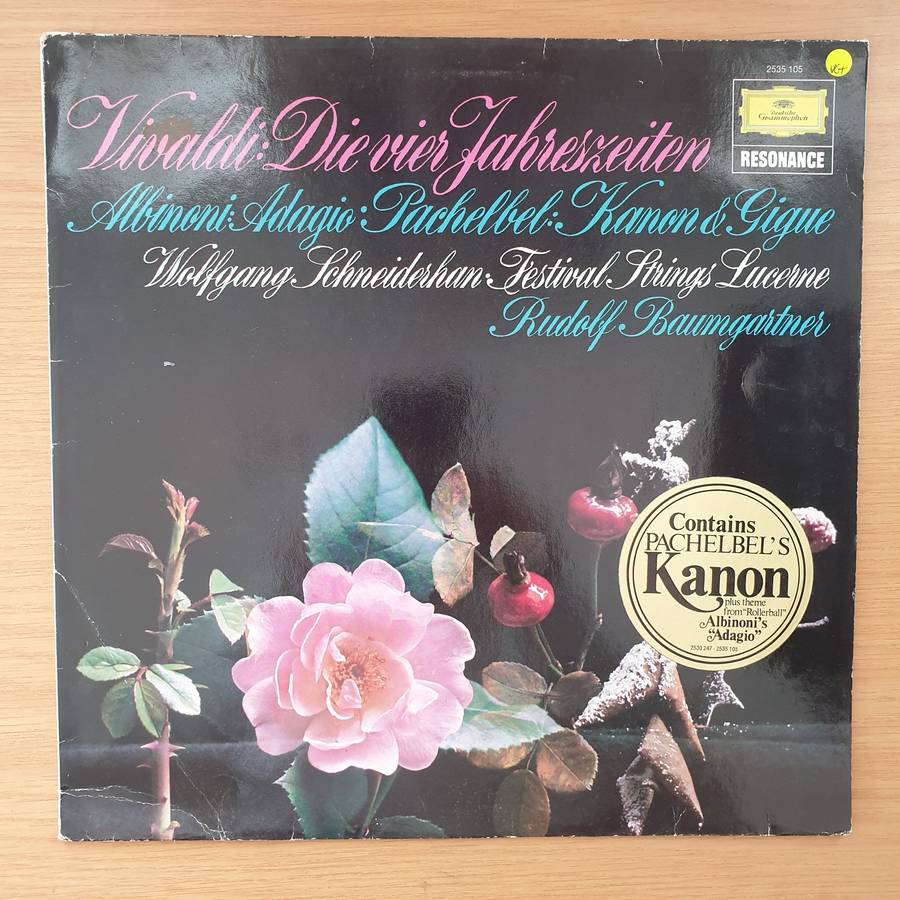 2535 105
VG+
Deutsche
Grammophon
RESONANCE
Vivaldi: Die vier Jahreszeiten
Albinoni: Adagio · Pachelbel: Kanon & Gigue
Wolfgang Schneiderhan · Festival Strings Lucerne
Rudolf Baumgartner
Contains
PACHELBEL'S
Kanon
plus theme
from "Rollerball"
Albinoni's
"Adagio"
2530 247 - 2535 105